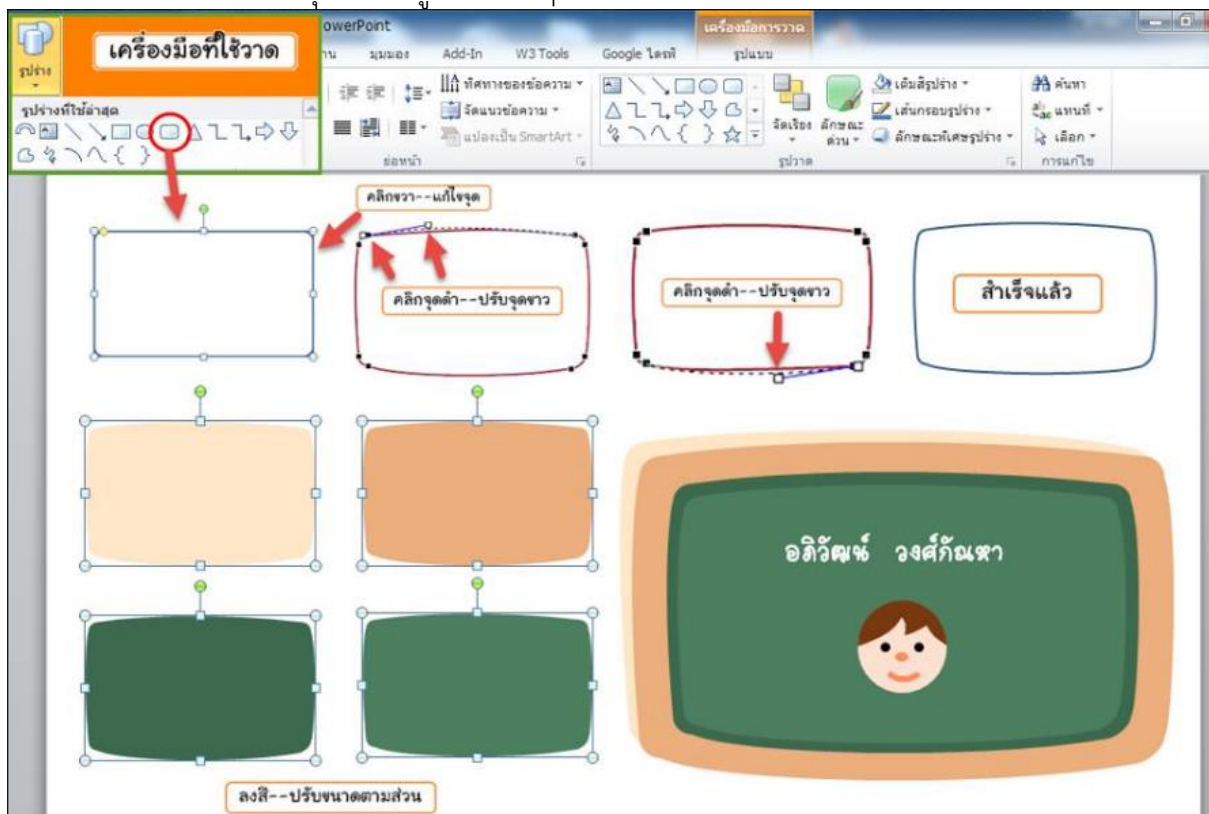 owerPoint
เครื่องมือการวาด
เครื่องมือที่ใช้วาด
รูปร่าง
มุมมอง Add-In W3 Tools Google ไดรฟ์ รูปแบบ
รูปร่างที่ใช้ล่าสุด
ทิศทางของข้อความ
จัดแนวข้อความ
แปลงเป็น SmartArt
ย่อหน้า
จัดเรียง
ลักษณะด่วน
เติมสีรูปร่าง
เส้นกรอบรูปร่าง
ลักษณะพิเศษรูปร่าง
รูปวาด
ค้นหา
แทนที่
เลือก
การแก้ไข
คลิกขวา--แก้ไขจุด
คลิกจุดดำ--ปรับจุดขาว
คลิกจุดดำ--ปรับจุดขาว
สำเร็จแล้ว
อภิวัฒน์ วงศ์กัณหา
ลงสี--ปรับขนาดตามส่วน